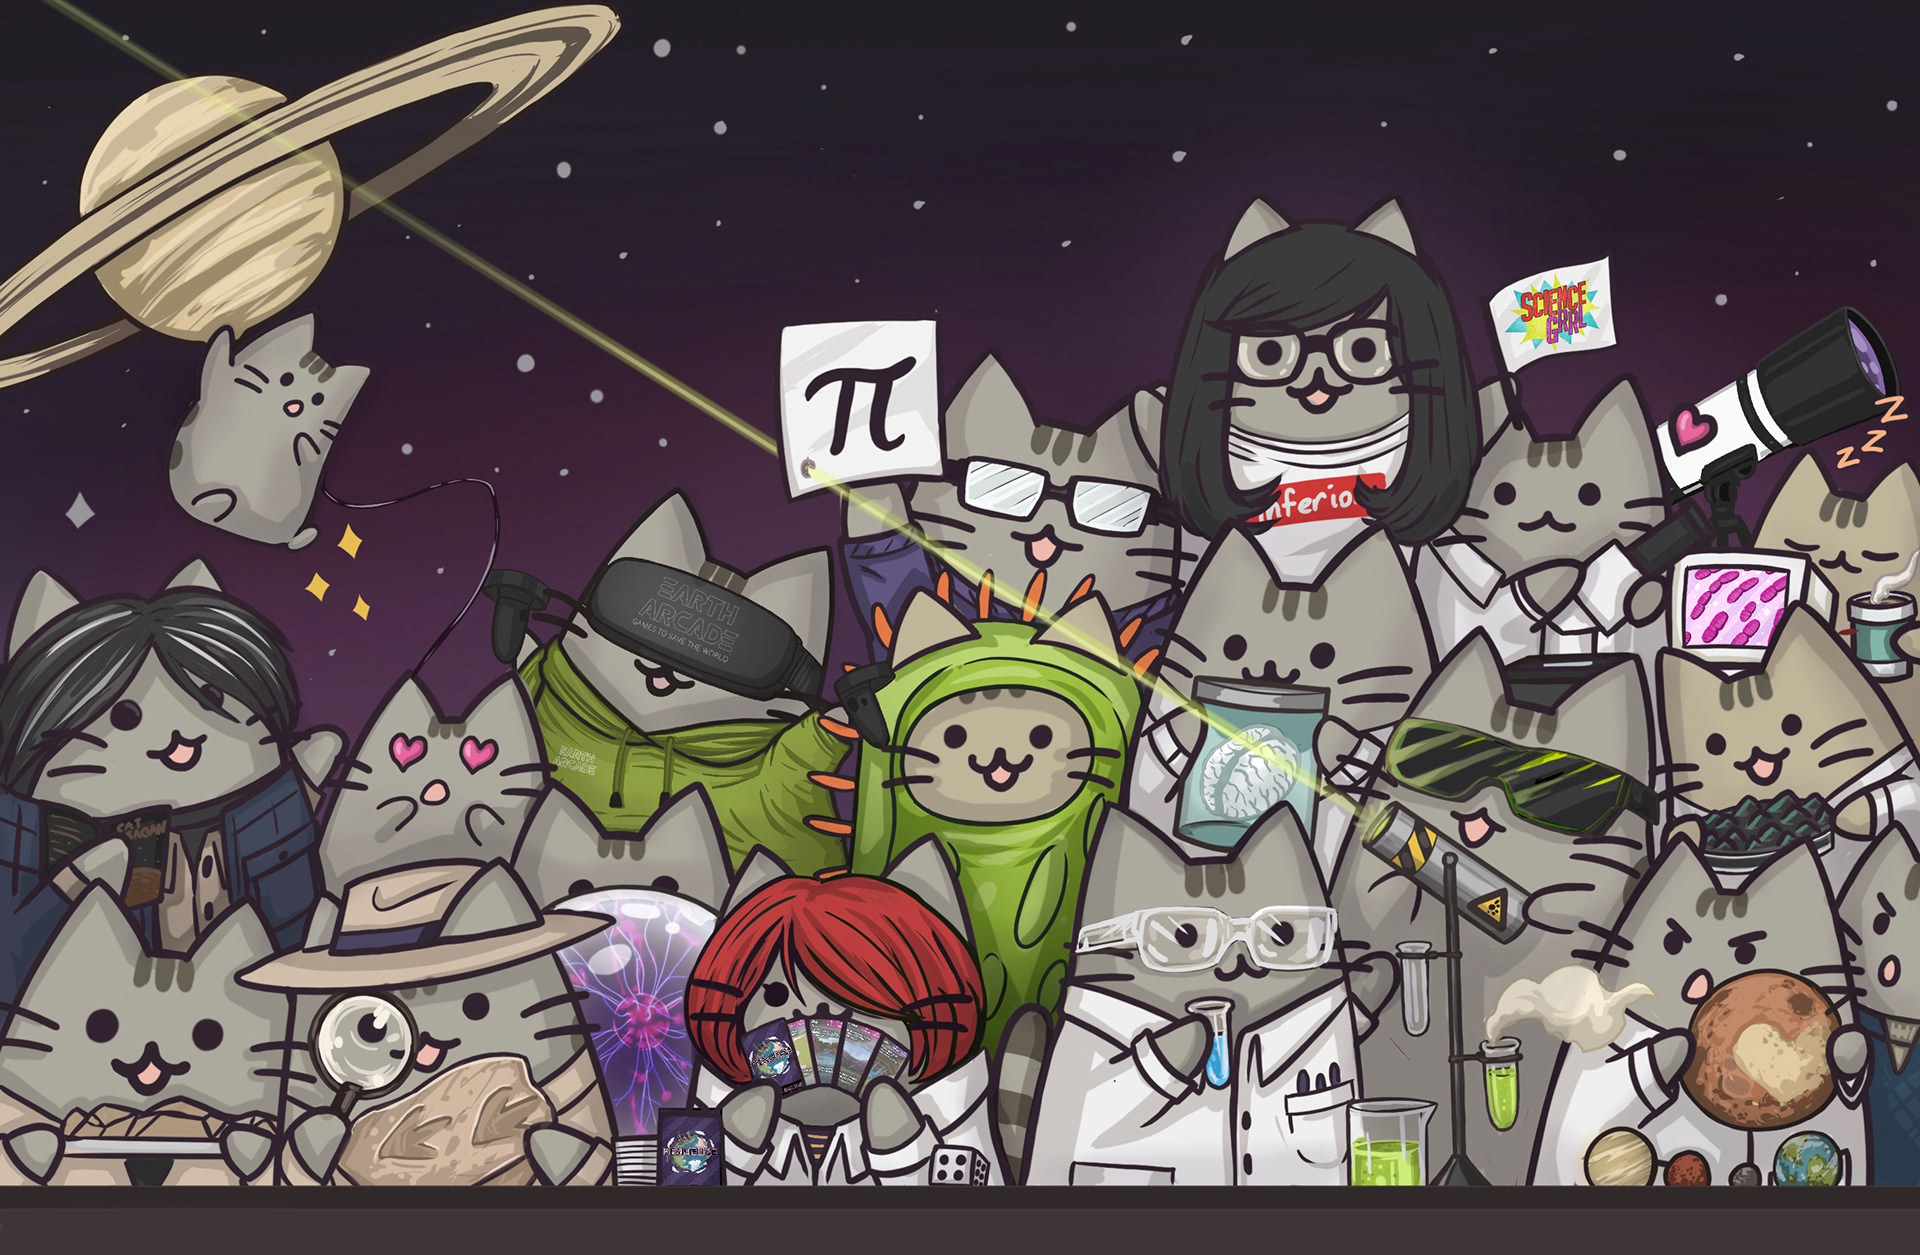 π
SCIENCE
GRRL
Inferio
z
z
z
EARTH
ARCADE
GAMES TO SAVE THE WORLD
EARTH
ARCADE
CAT
SAGAN